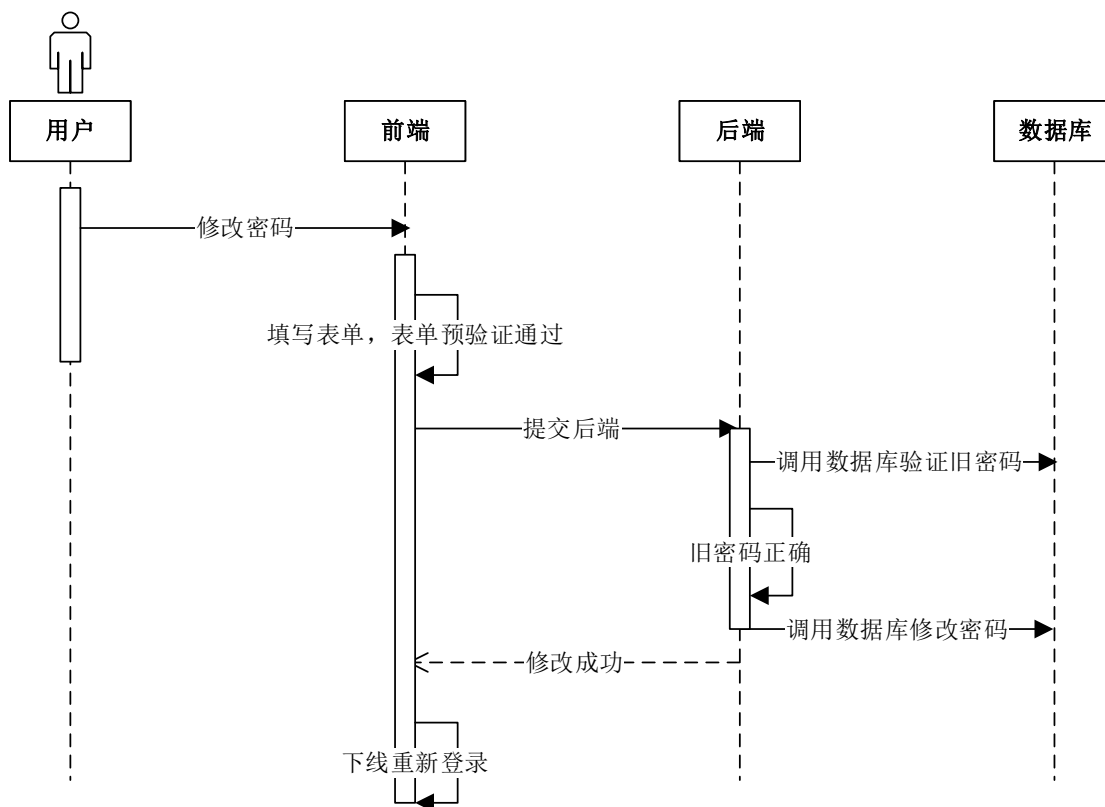 用户
前端
后端
数据库
修改密码
填写表单，表单预验证通过
提交后端
调用数据库验证旧密码
旧密码正确
调用数据库修改密码
修改成功
下线重新登录